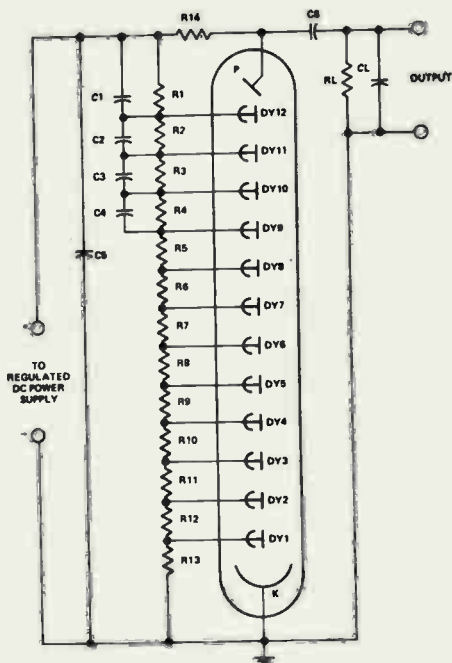 R14
C6
P
C1
R1
DY12
RL
CL
OUTPUT
C2
R2
DY11
C3
R3
DY10
C4
R4
DY9
C5
R5
DY8
R6
DY7
R7
DY6
TO
REGULATED
DC POWER
SUPPLY
R8
DY5
R9
DY4
R10
DY3
R11
DY2
R12
DY1
R13
K